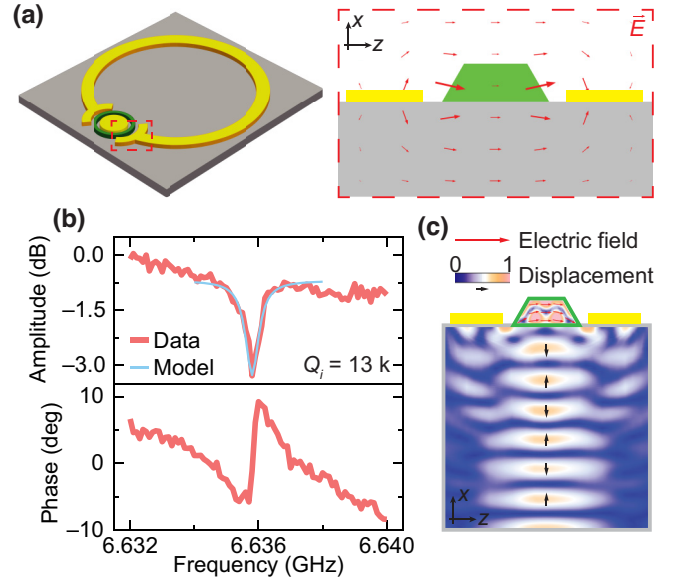 (a)
x
z
E
(b)
Amplitude (dB)
0.0
−1.5
−3.0
Data
Model
Qi = 13 k
Phase (deg)
10
0
−10
6.632
6.636
6.640
Frequency (GHz)
(c)
Electric field
0
1
Displacement
x
z